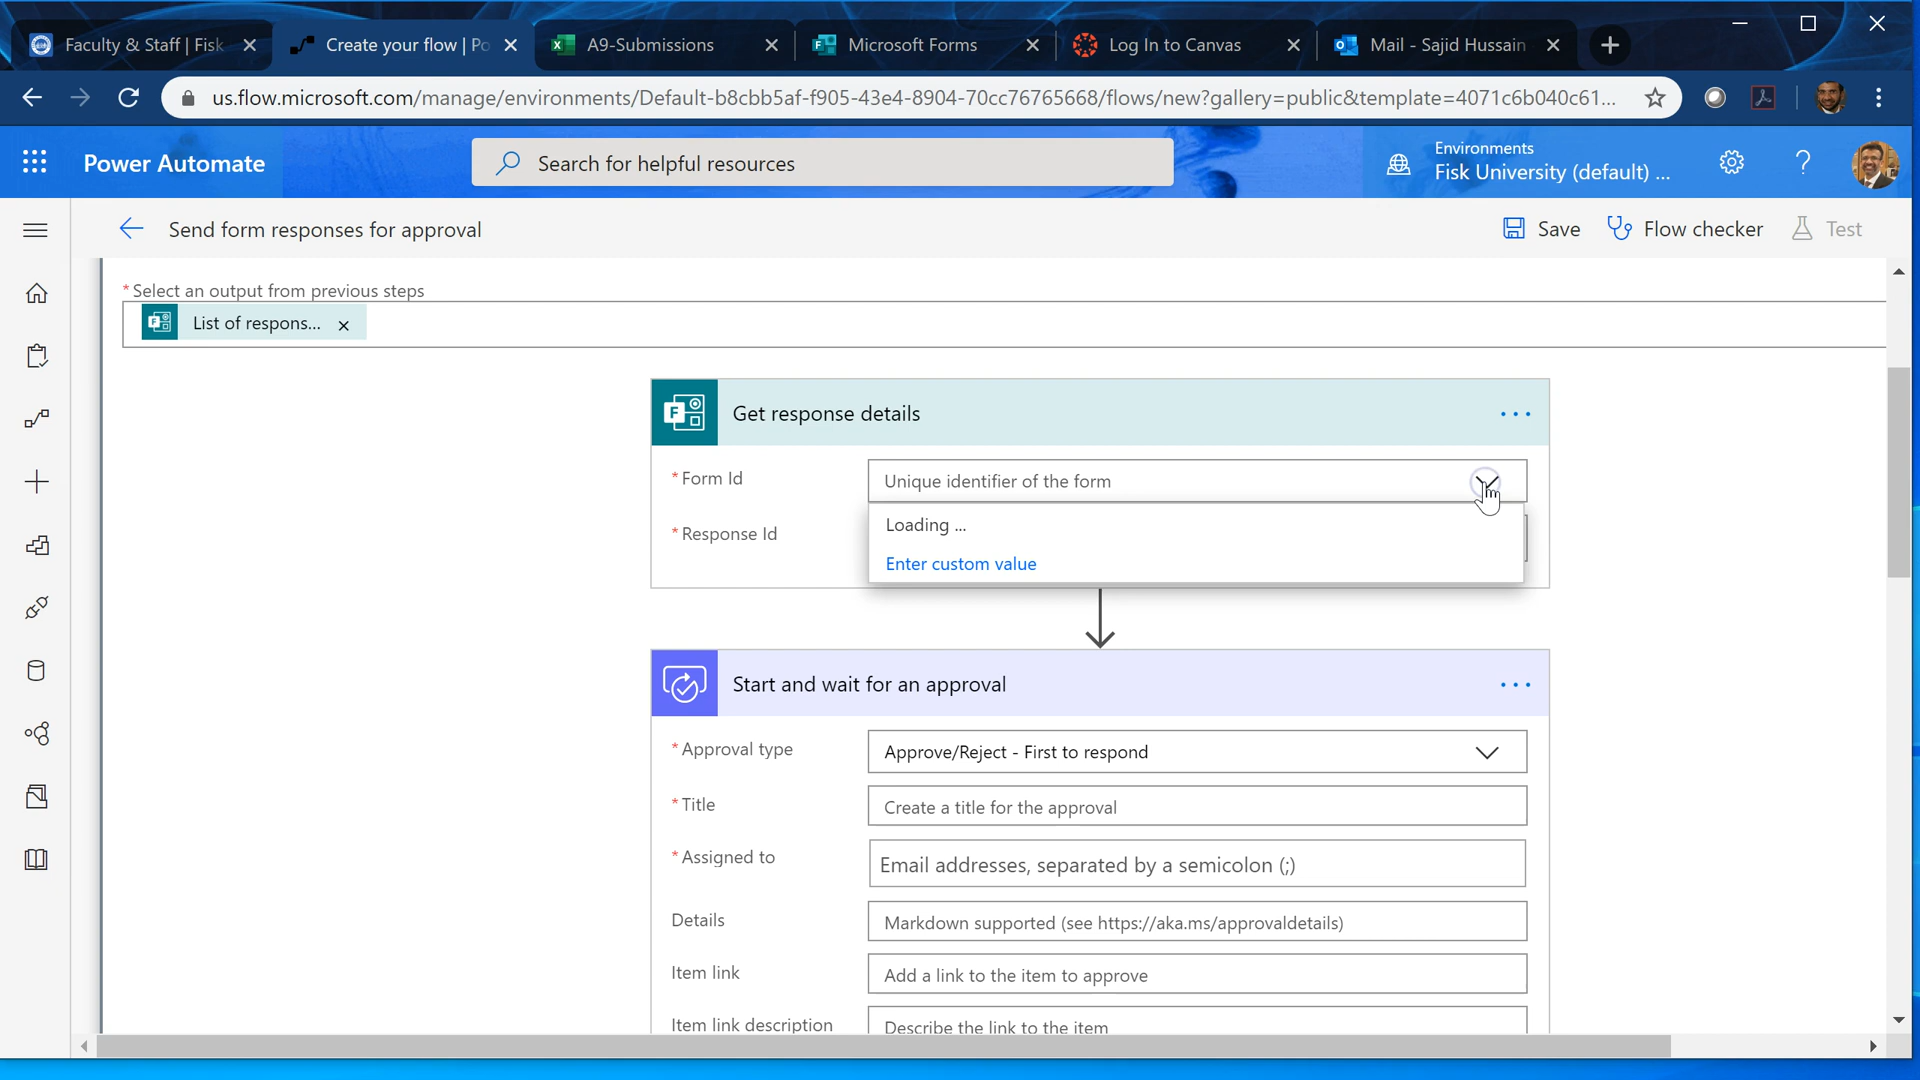 Faculty & Staff | Fisk
Create your flow | Po
A9-Submissions
Microsoft Forms
Log In to Canvas
Mail - Sajid Hussain
us.flow.microsoft.com/manage/environments/Default-b8cbb5af-f905-43e4-8904-70cc76765668/flows/new?gallery=public&template=4071c6b040c61...
Power Automate
Search for helpful resources
Environments
Fisk University (default) ...
Send form responses for approval
Save
Flow checker
Test
* Select an output from previous steps
List of respons...
Get response details
* Form Id
Unique identifier of the form
Loading ...
* Response Id
Enter custom value
Start and wait for an approval
* Approval type
Approve/Reject - First to respond
* Title
Create a title for the approval
* Assigned to
Email addresses, separated by a semicolon (;)
Details
Markdown supported (see https://aka.ms/approvaldetails)
Item link
Add a link to the item to approve
Item link description
Describe the link to the item